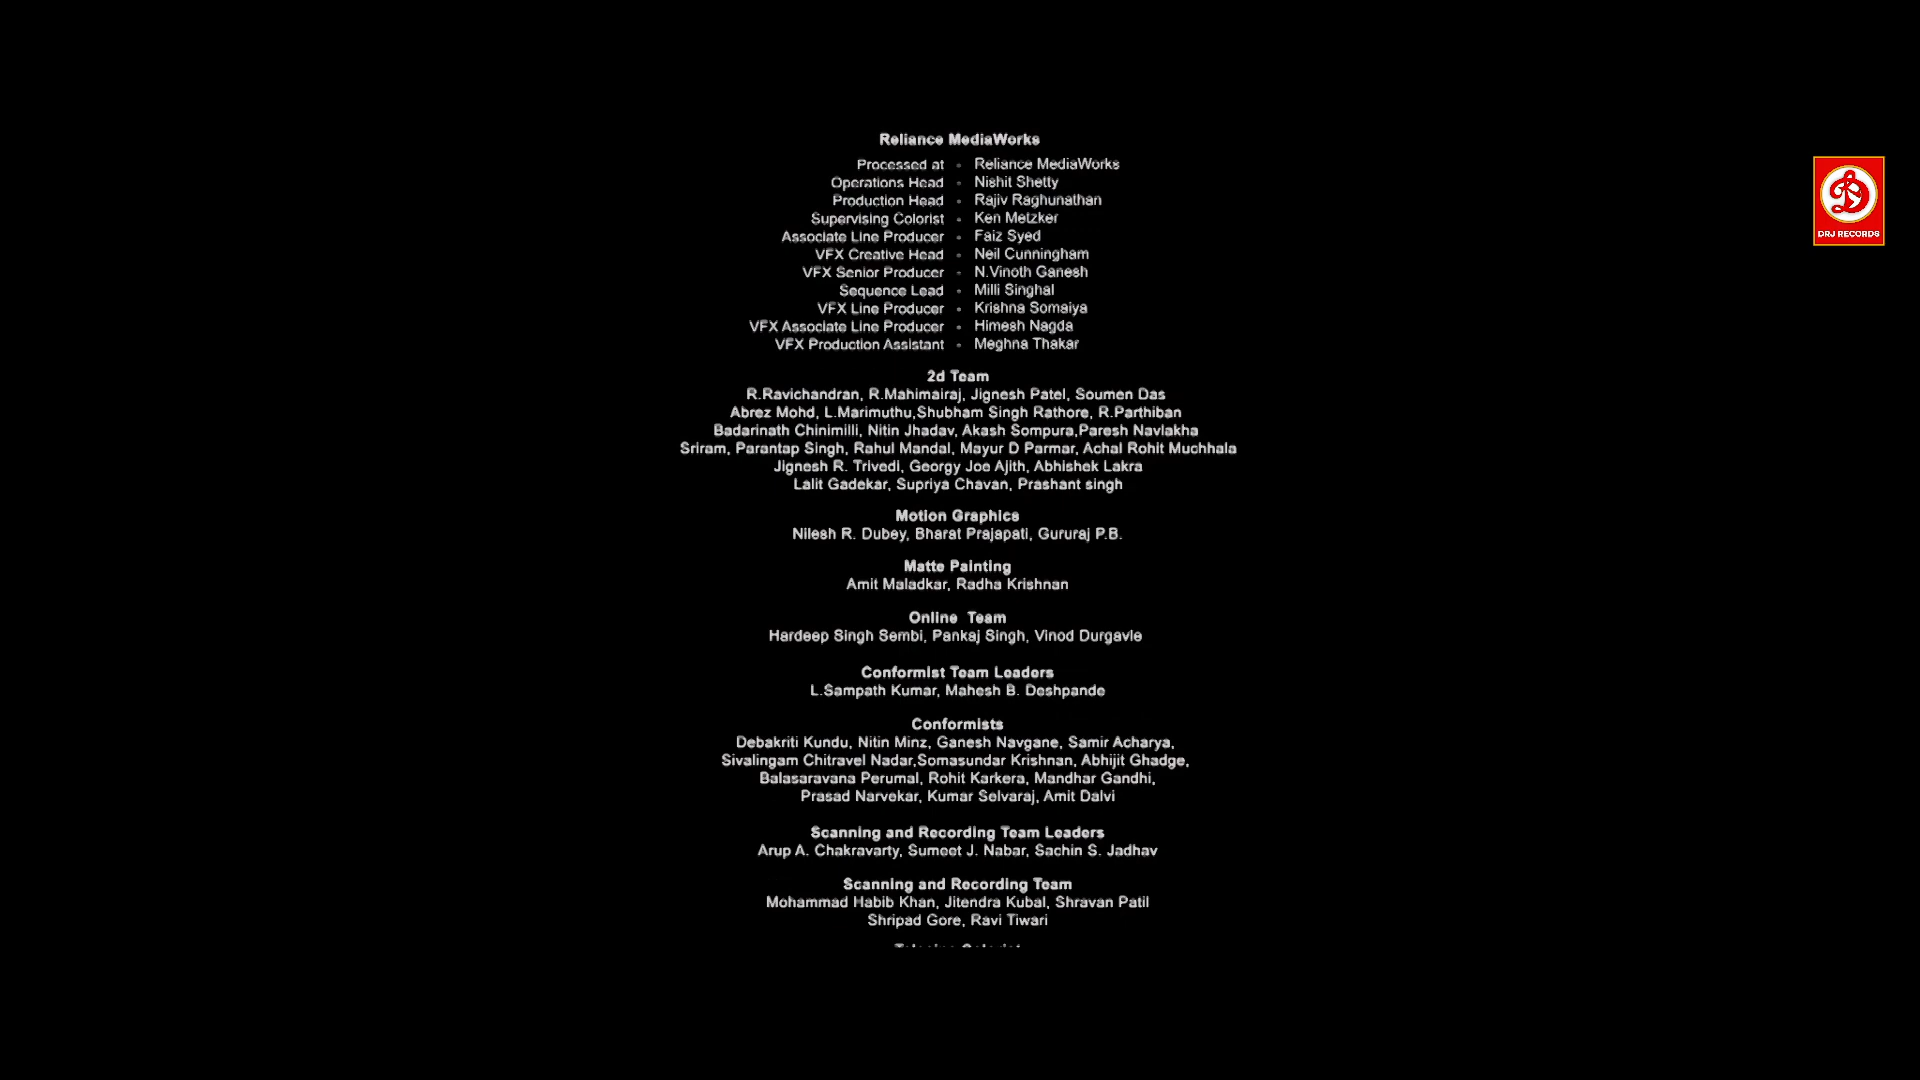 Reliance MediaWorks
Processed at - Reliance MediaWorks
Operations Head - Nishit Shetty
Production Head - Rajiv Raghunathan
Supervising Colorist - Ken Metzker
Associate Line Producer - Faiz Syed
VFX Creative Head - Neil Cunningham
VFX Senior Producer - N.Vinoth Ganesh
Sequence Lead - Milli Singhal
VFX Line Producer - Krishna Somaiya
VFX Associate Line Producer - Himesh Nagda
VFX Production Assistant - Meghna Thakar
2d Team
R.Ravichandran, R.Mahimairaj, Jignesh Patel, Soumen Das
Abrez Mohd, L.Marimuthu,Shubham Singh Rathore, R.Parthiban
Badarinath Chinimilli, Nitin Jhadav, Akash Sompura,Paresh Navlakha
Sriram, Parantap Singh, Rahul Mandal, Mayur D Parmar, Achal Rohit Muchhala
Jignesh R. Trivedi, Georgy Joe Ajith, Abhishek Lakra
Lalit Gadekar, Supriya Chavan, Prashant singh
Motion Graphics
Nilesh R. Dubey, Bharat Prajapati, Gururaj P.B.
Matte Painting
Amit Maladkar, Radha Krishnan
Online Team
Hardeep Singh Sembi, Pankaj Singh, Vinod Durgavle
Conformist Team Leaders
L.Sampath Kumar, Mahesh B. Deshpande
Conformists
Debakriti Kundu, Nitin Minz, Ganesh Navgane, Samir Acharya,
Sivalingam Chitravel Nadar,Somasundar Krishnan, Abhijit Ghadge,
Balasaravana Perumal, Rohit Karkera, Mandhar Gandhi,
Prasad Narvekar, Kumar Selvaraj, Amit Dalvi
Scanning and Recording Team Leaders
Arup A. Chakravarty, Sumeet J. Nabar, Sachin S. Jadhav
Scanning and Recording Team
Mohammad Habib Khan, Jitendra Kubal, Shravan Patil
Shripad Gore, Ravi Tiwari
DRJ RECORDS